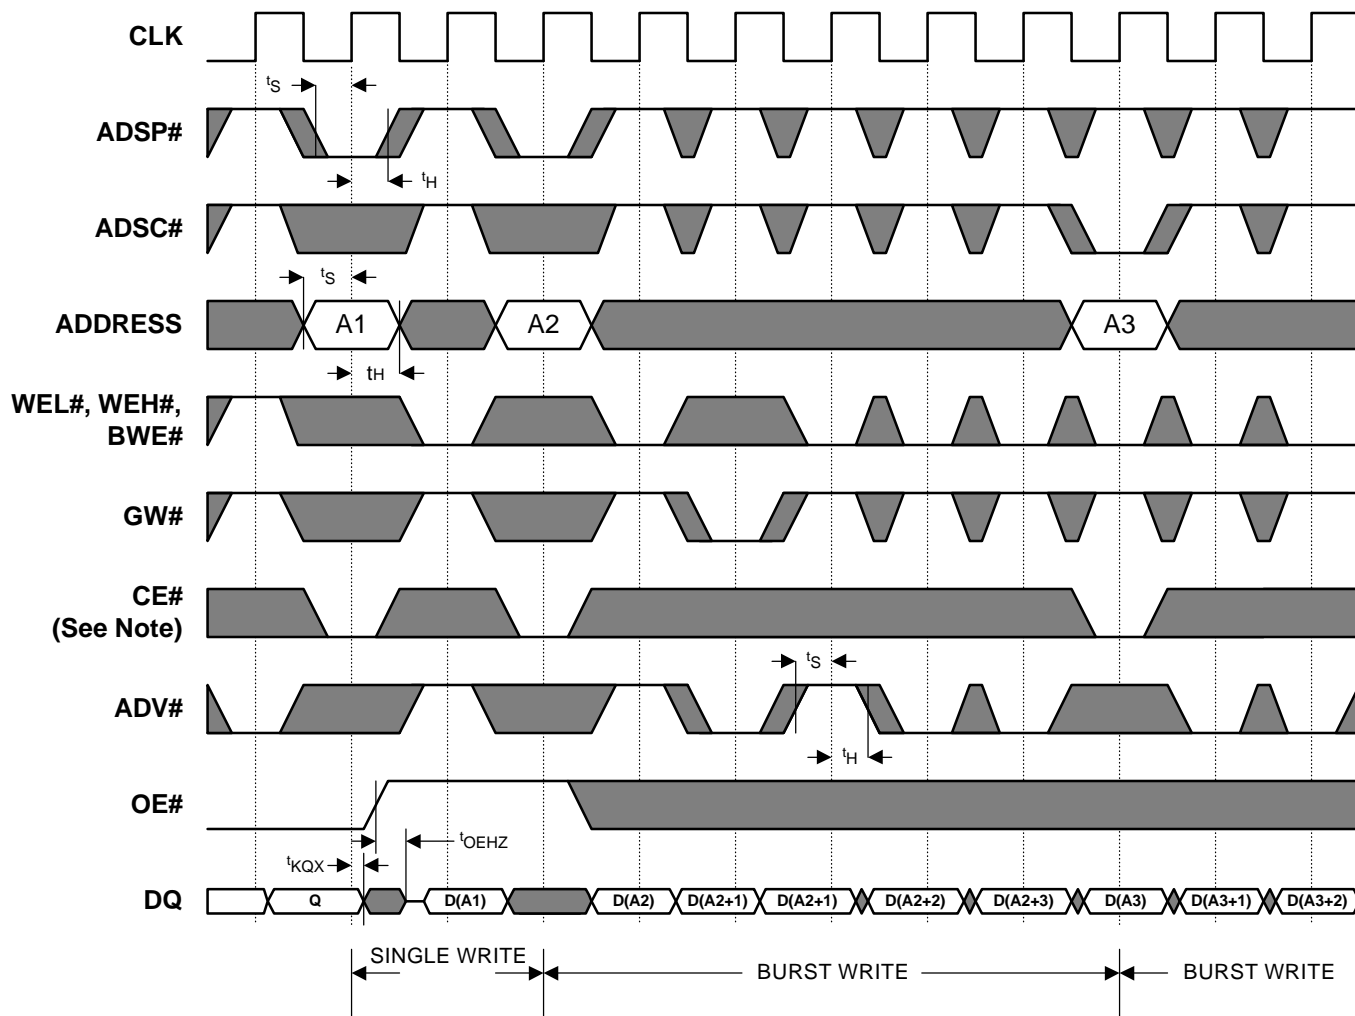 CLK
tS
ADSP#
tH
ADSC#
tS
ADDRESS A1 A2 A3
tH
WEL#, WEH#,
BWE#
GW#
CE#
(See Note)
tS
ADV#
tH
OE#
tOEHZ
tKQX
DQ Q D(A1) D(A2) D(A2+1) D(A2+1) D(A2+2) D(A2+3) D(A3) D(A3+1) D(A3+2)
SINGLE WRITE BURST WRITE BURST WRITE